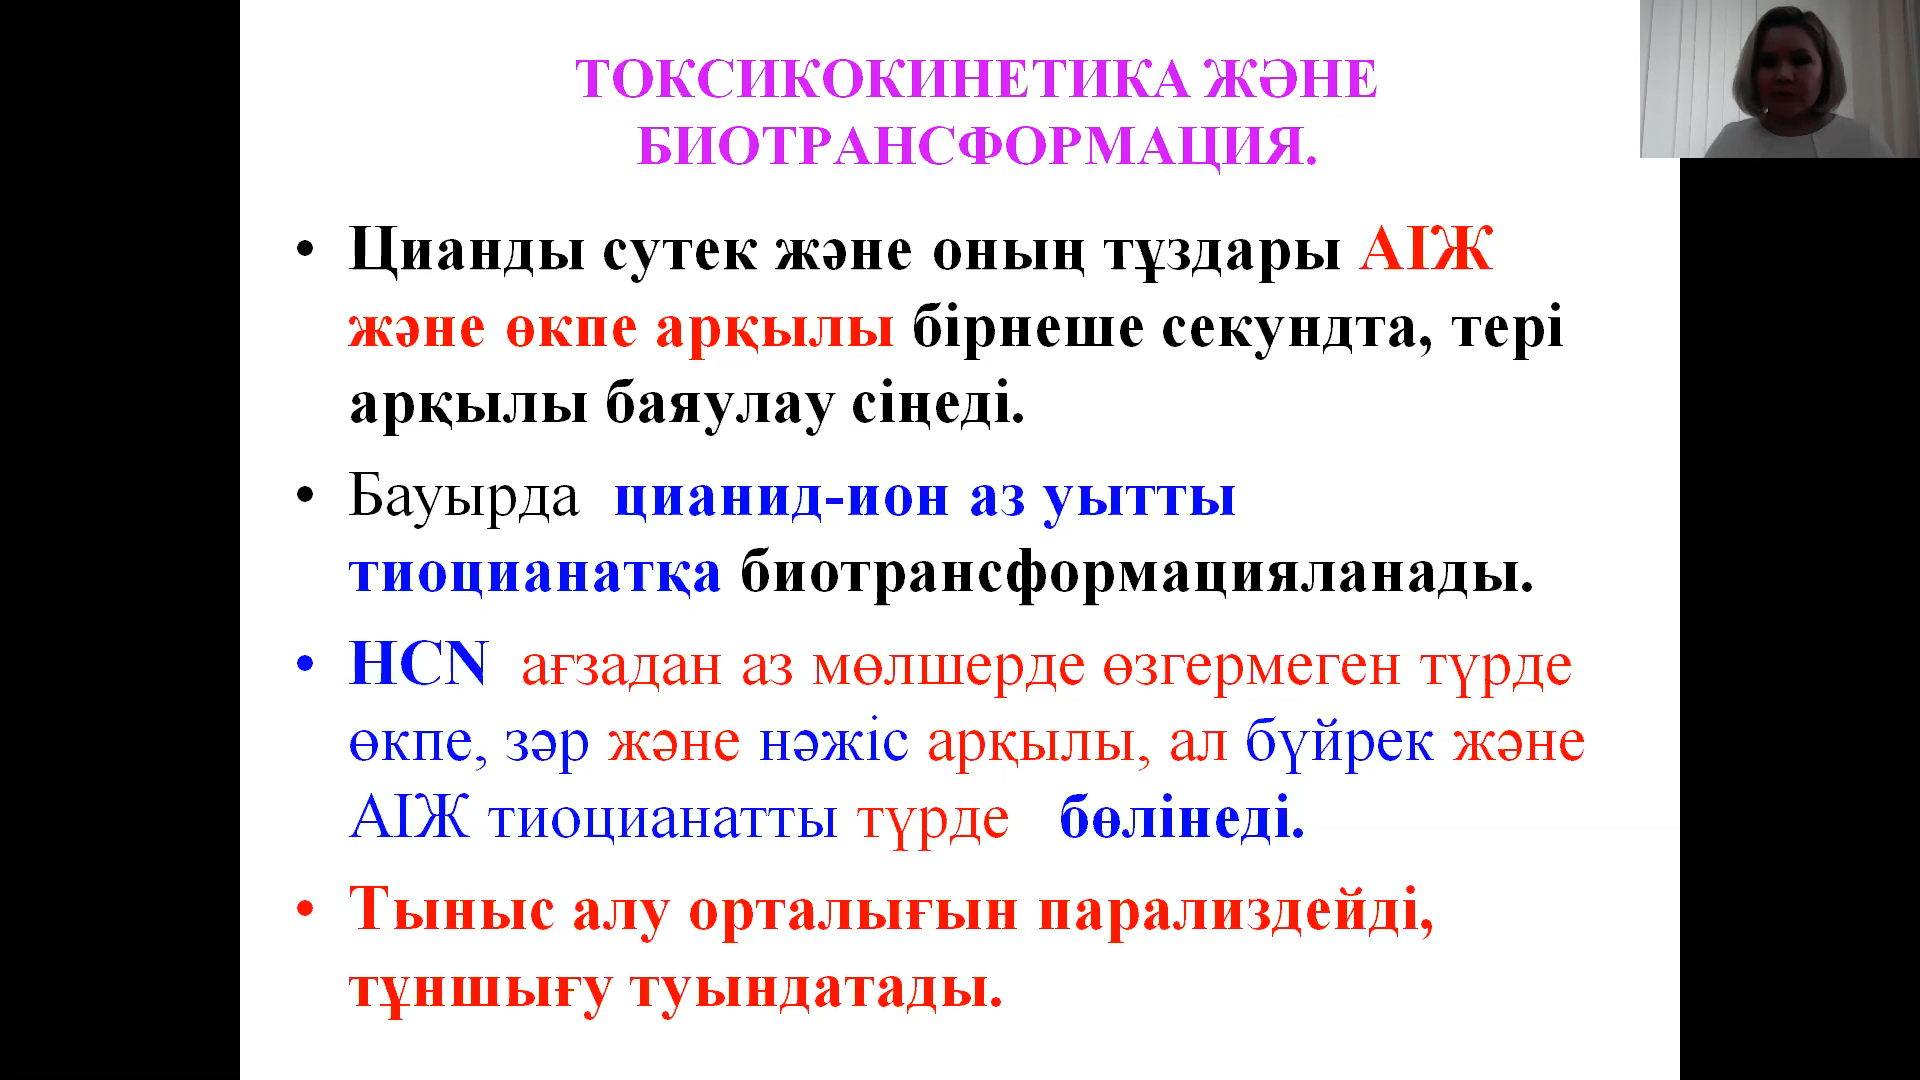 ТОКСИКОКИНЕТИКА ЖӘНЕ
БИОТРАНСФОРМАЦИЯ.
• Цианды сутек және оның тұздары АІЖ
және өкпе арқылы бірнеше секундта, тері
арқылы баяулау сіңеді.
• Бауырда цианид-ион аз уытты
тиоцианатқа биотрансформацияланады.
• HCN ағзадан аз мөлшерде өзгермеген түрде
өкпе, зәр және нәжіс арқылы, ал бүйрек және
АІЖ тиоцианатты түрде бөлінеді.
• Тыныс алу орталығын парализдейді,
тұншығу туындатады.